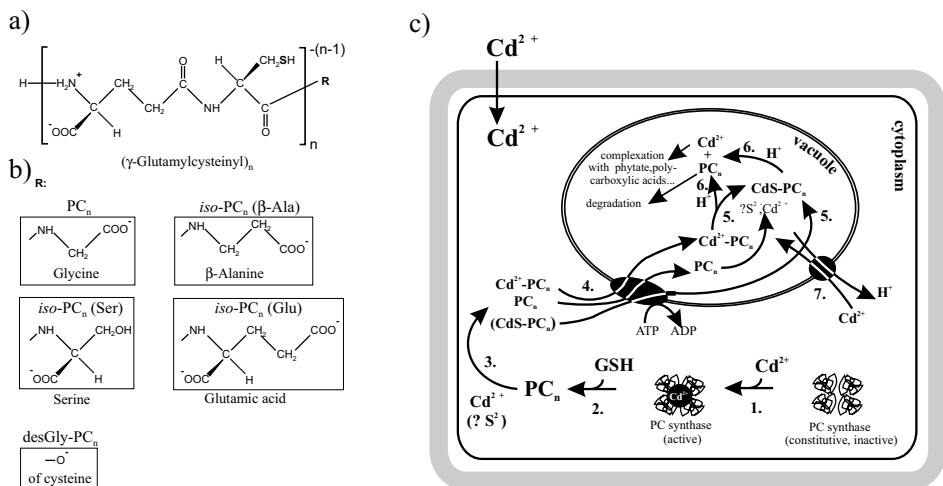 a)
H
H₂N⁺
CH₂
CH₂
⁻OOC
C
H
O
C
NH
H
C
CH₂SH
C
O
R
-(n-1)
n
(γ-Glutamylcysteinyl)n
b)
R:
PCn
NH
CH₂
COO⁻
Glycine
iso-PCn (β-Ala)
NH
CH₂
CH₂
COO⁻
β-Alanine
iso-PCn (Ser)
NH
CH₂OH
C
⁻OOC
H
Serine
iso-PCn (Glu)
NH
CH₂
COO⁻
C
CH₂
⁻OOC
H
Glutamic acid
desGly-PCn
—O⁻
of cysteine
c)
Cd²⁺
Cd²⁺
cytoplasm
vacuole
complexation
with phytate,poly-
carboxylic acids...
degradation
Cd²⁺
+
PCn
6.
H⁺
6.
H⁺
CdS-PCn
5.
?S²⁻,Cd²⁺
5.
Cd²⁺-PCn
PCn
4.
Cd²⁺-PCn
PCn
(CdS-PCn)
ATP
ADP
7.
H⁺
Cd²⁺
3.
Cd²⁺
(? S²⁻)
PCn
2.
GSH
Cd²⁺
PC synthase
(active)
1.
Cd²⁺
PC synthase
(constitutive, inactive)